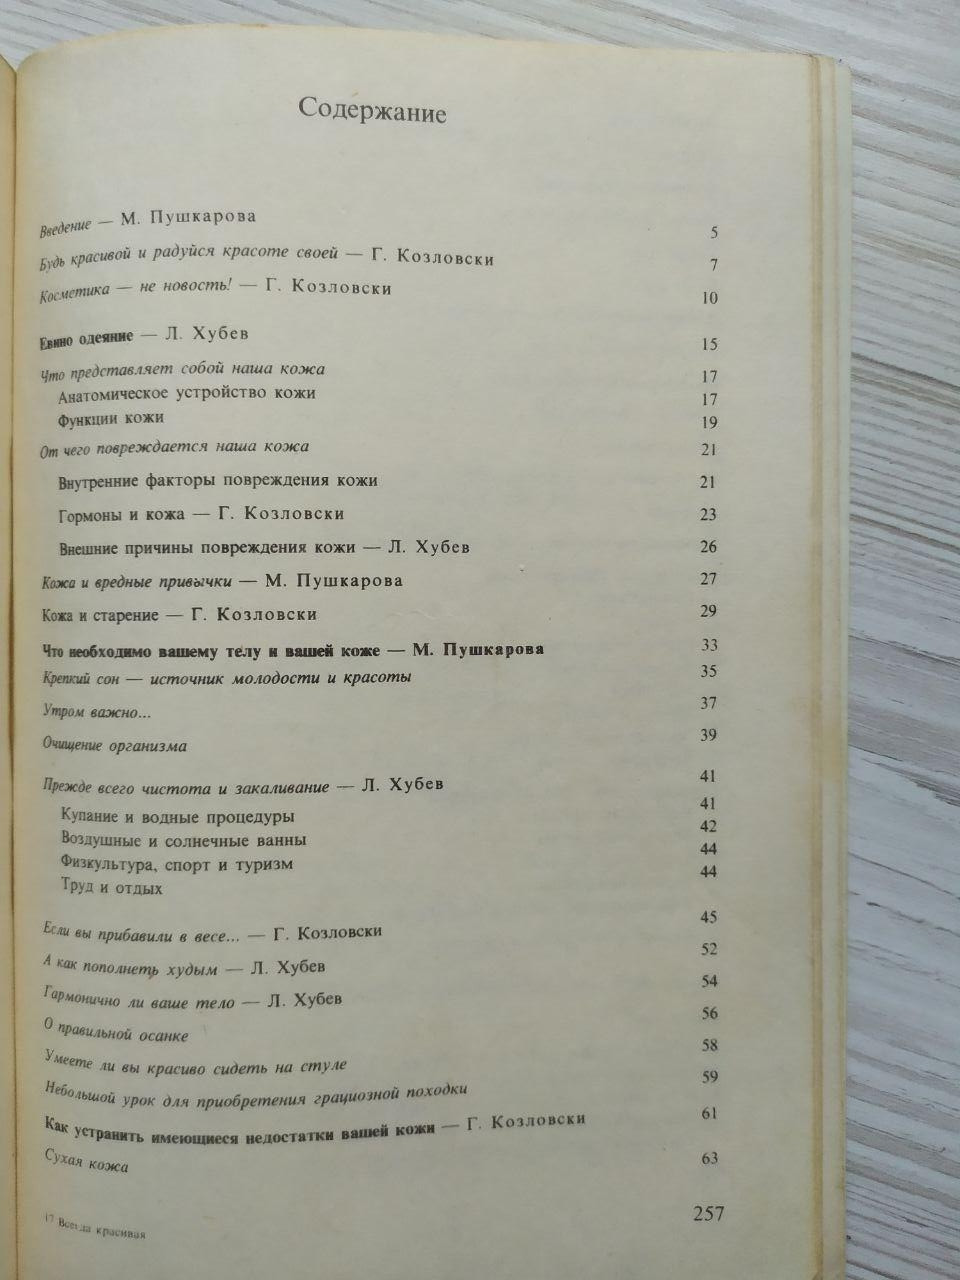 Содержание
Введение — М. Пушкарова 5
Будь красивой и радуйся красоте своей — Г. Козловски 7
Косметика — не новость! — Г. Козловски 10
Евино одеяние — Л. Хубев 15
Что представляет собой наша кожа 17
Анатомическое устройство кожи 17
Функции кожи 19
От чего повреждается наша кожа 21
Внутренние факторы повреждения кожи 21
Гормоны и кожа — Г. Козловски 23
Внешние причины повреждения кожи — Л. Хубев 26
Кожа и вредные привычки — М. Пушкарова 27
Кожа и старение — Г. Козловски 29
Что необходимо вашему телу и вашей коже — М. Пушкарова 33
Крепкий сон — источник молодости и красоты 35
Утром важно... 37
Очищение организма 39
Прежде всего чистота и закаливание — Л. Хубев 41
Купание и водные процедуры 41
Воздушные и солнечные ванны 42
Физкультура, спорт и туризм 44
Труд и отдых 44
Если вы прибавили в весе... — Г. Козловски 45
А как пополнеть худым — Л. Хубев 52
Гармонично ли ваше тело — Л. Хубев 54
О правильной осанке 56
Умеете ли вы красиво сидеть на стуле 58
Небольшой урок для приобретения грациозной походки 59
Как устранить имеющиеся недостатки вашей кожи — Г. Козловски 61
Сухая кожа 63
17 Всегда красивая
257